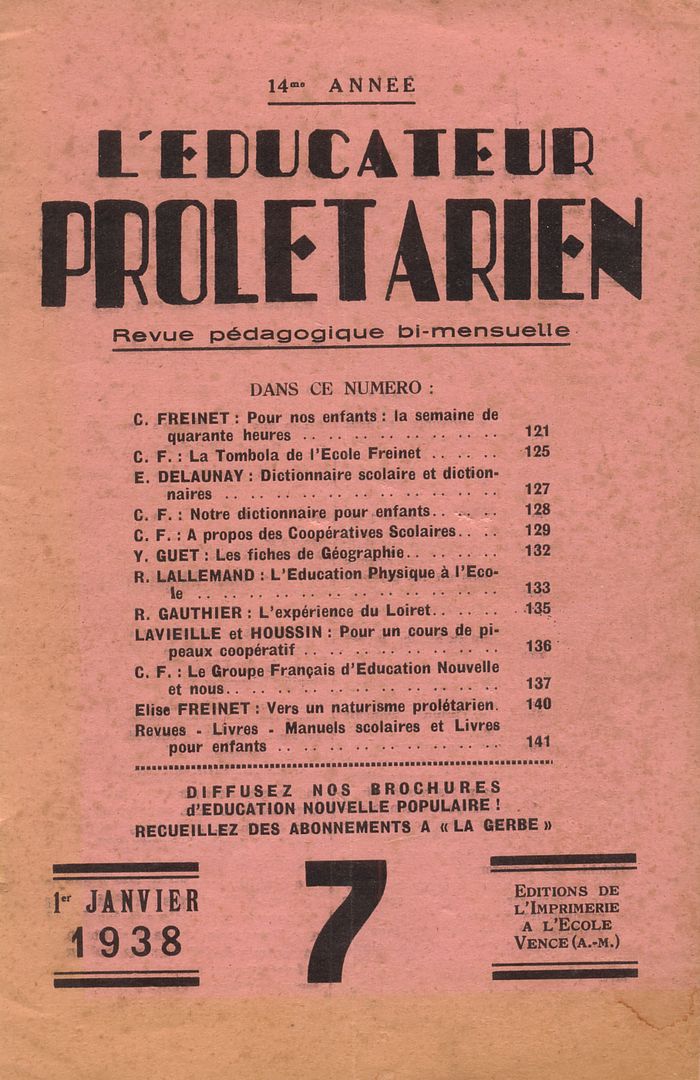 14me ANNEE
L'EDUCATEUR
PROLETARIEN
Revue pédagogique bi-mensuelle
DANS CE NUMERO :
C. FREINET : Pour nos enfants : la semaine de
quarante heures .. .. .. .. .. .. .. .. 121
C. F. : La Tombola de l'Ecole Freinet .. .. .. 125
E. DELAUNAY : Dictionnaire scolaire et diction-
naires .. .. .. .. .. .. .. .. .. .. .. 127
C. F. : Notre dictionnaire pour enfants.. .. .. 128
C. F. : A propos des Coopératives Scolaires.. .. 129
Y. GUET : Les fiches de Géographie.. .. .. .. 132
R. LALLEMAND : L'Education Physique à l'Eco-
le .. .. .. .. .. .. .. .. .. .. .. .. 133
R. GAUTHIER : L'expérience du Loiret.. .. .. 135
LAVIEILLE et HOUSSIN : Pour un cours de pi-
peaux coopératif .. .. .. .. .. .. .. .. 136
C. F. : Le Groupe Français d'Education Nouvelle
et nous.. .. .. .. .. .. .. .. .. .. .. 137
Elise FREINET : Vers un naturisme prolétarien. 140
Revues - Livres - Manuels scolaires et Livres
pour enfants .. .. .. .. .. .. .. .. .. 141
DIFFUSEZ NOS BROCHURES
d'EDUCATION NOUVELLE POPULAIRE !
RECUEILLEZ DES ABONNEMENTS A « LA GERBE »
1er JANVIER
1938
7
EDITIONS DE
L'IMPRIMERIE
A L'ECOLE
VENCE (A.-M.)